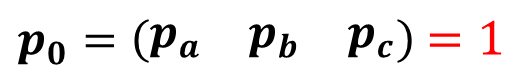 p₀ = (pₐ p_b p_c) = 1